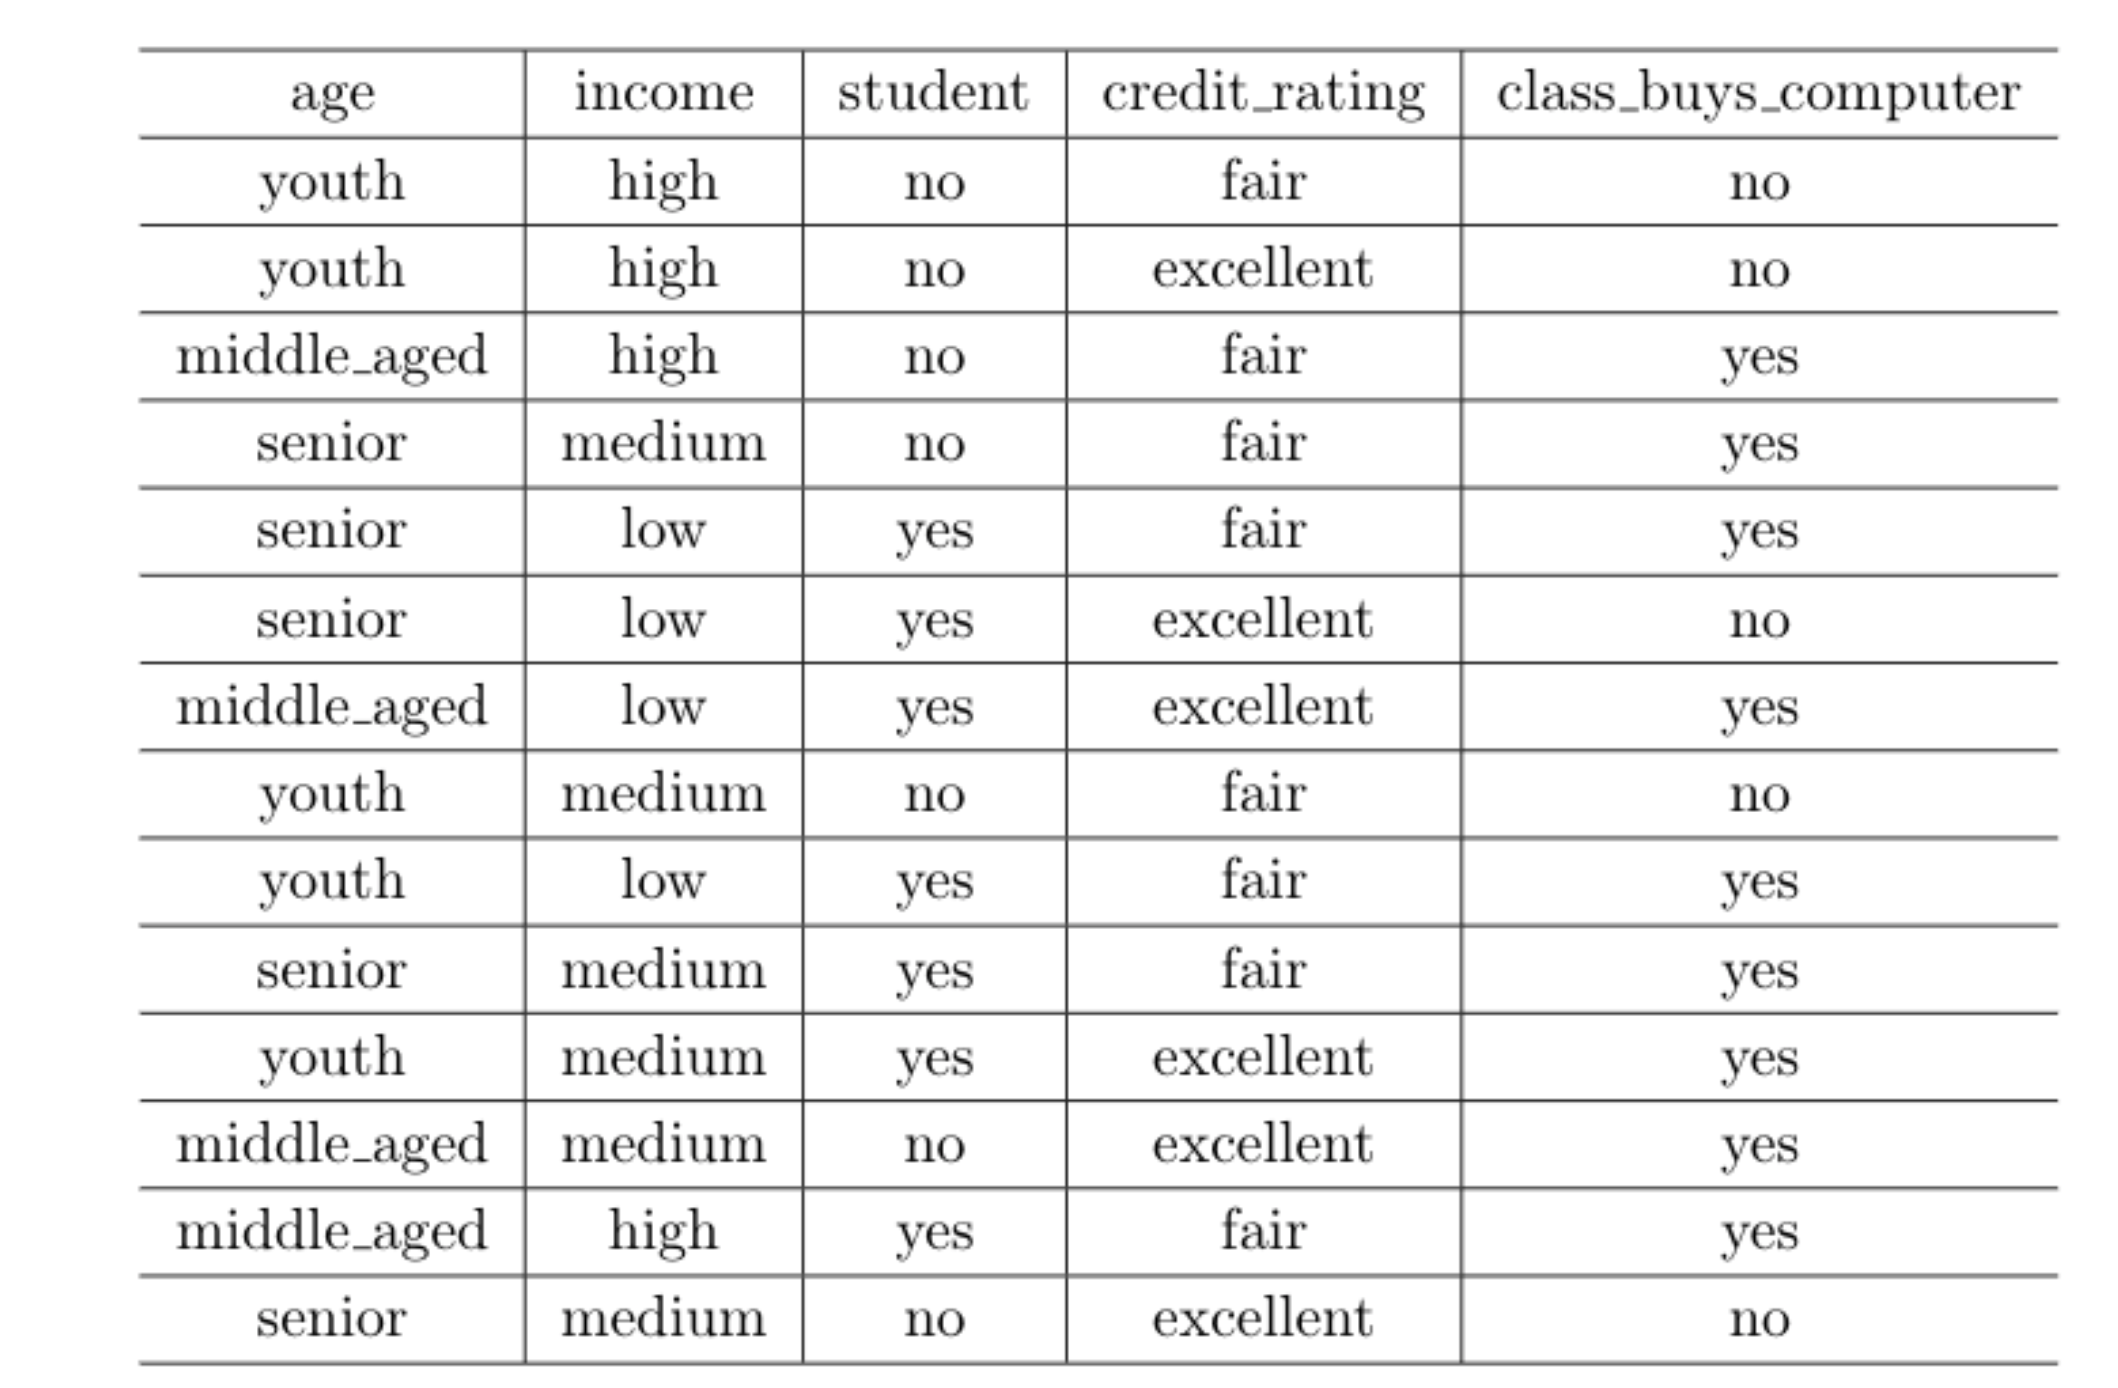 age income student credit_rating class_buys_computer
youth high no fair no
youth high no excellent no
middle_aged high no fair yes
senior medium no fair yes
senior low yes fair yes
senior low yes excellent no
middle_aged low yes excellent yes
youth medium no fair no
youth low yes fair yes
senior medium yes fair yes
youth medium yes excellent yes
middle_aged medium no excellent yes
middle_aged high yes fair yes
senior medium no excellent no